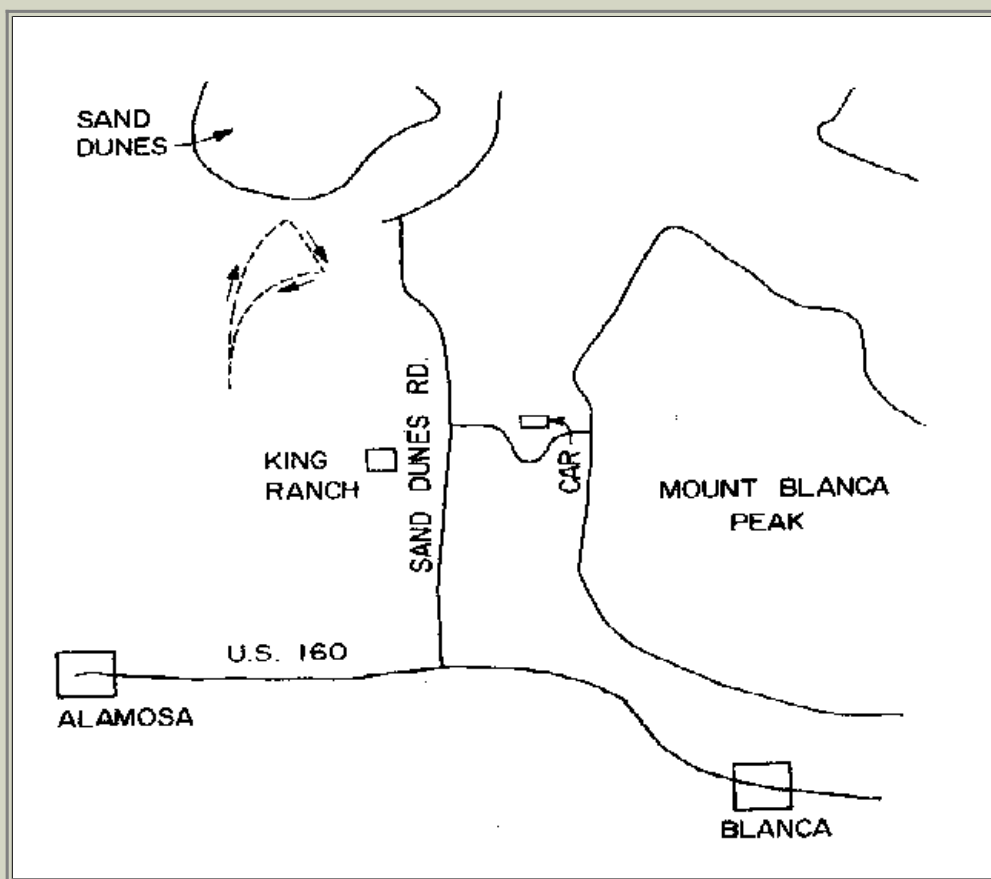 SAND
DUNES
SAND DUNES RD.
KING
RANCH
CAR
MOUNT BLANCA
PEAK
U.S. 160
ALAMOSA
BLANCA